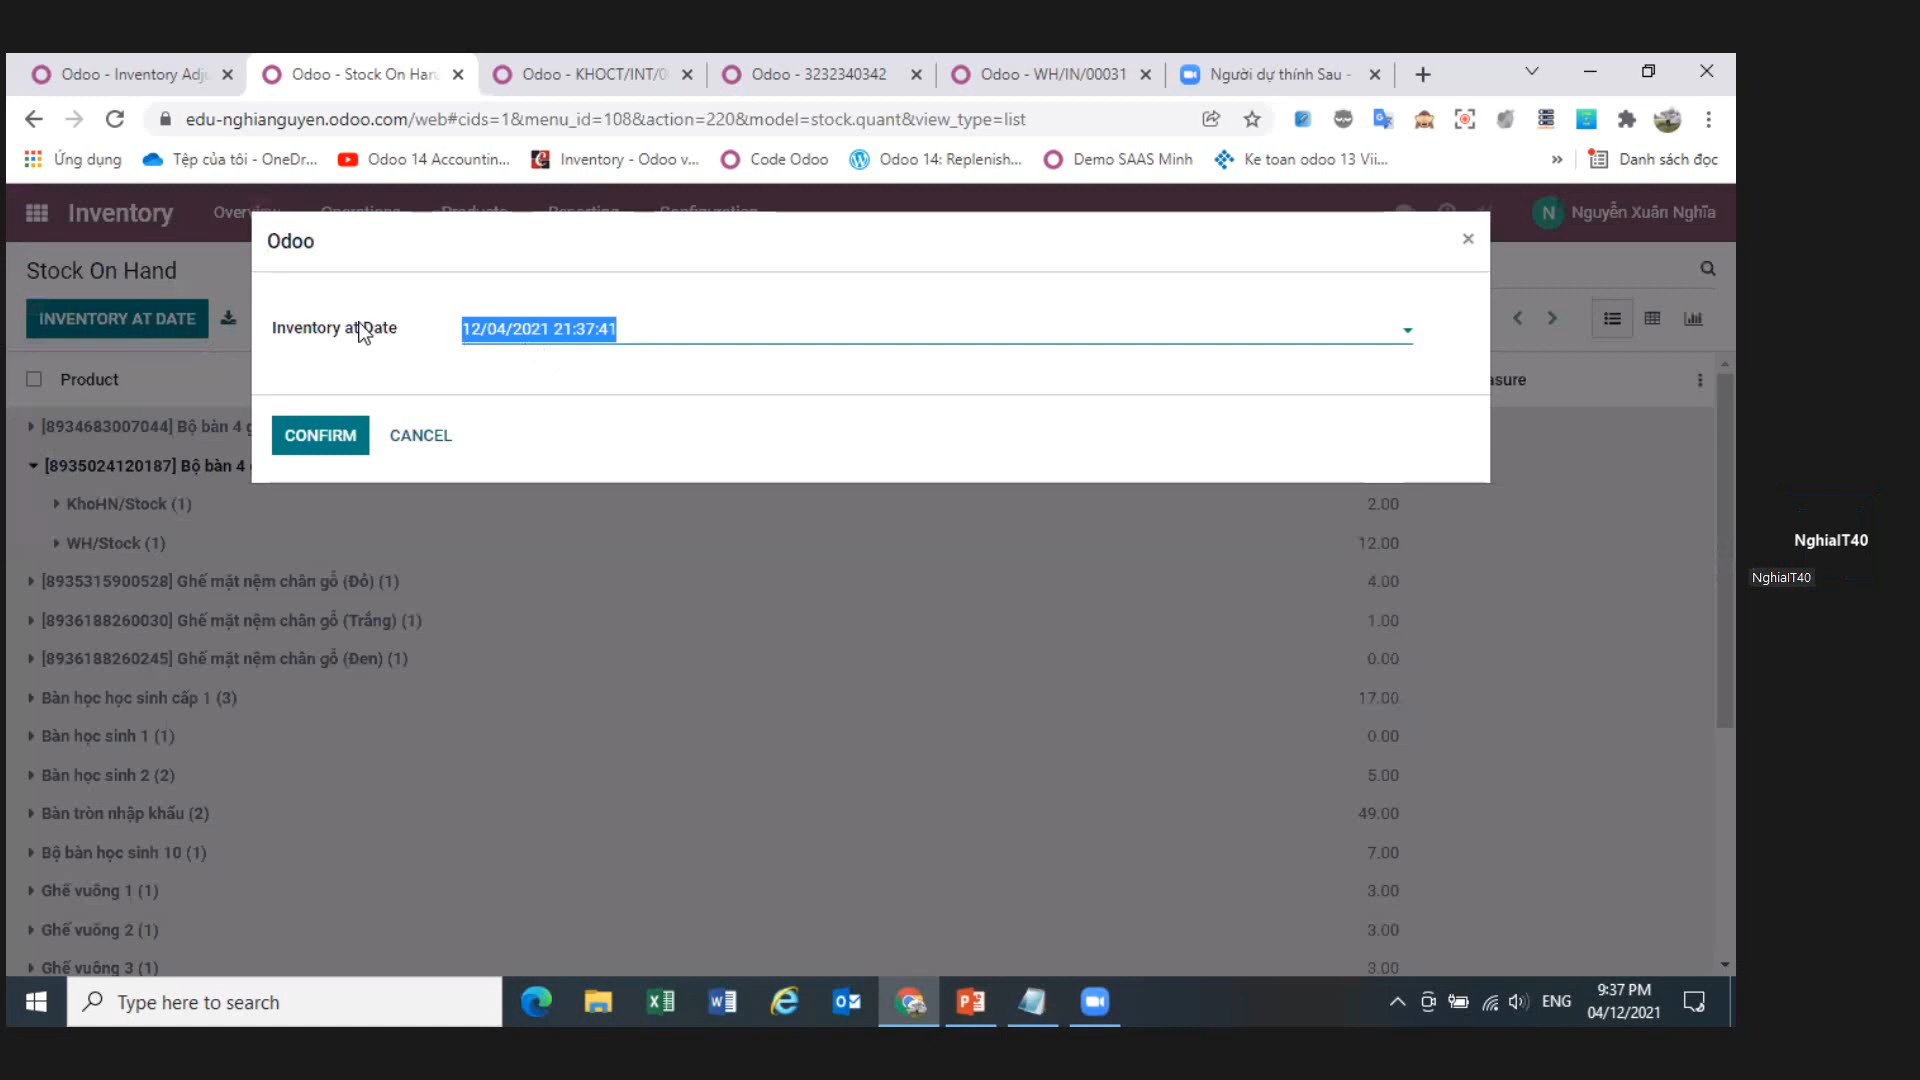 Odoo - Inventory Adj
Odoo - Stock On Han
Odoo - KHOCT/INT/0
Odoo - 3232340342
Odoo - WH/IN/00031
Người dự thính Sau -
edu-nghianguyen.odoo.com/web#cids=1&menu_id=108&action=220&model=stock.quant&view_type=list
Ứng dụng
Tệp của tôi - OneDr...
Odoo 14 Accountin...
Inventory - Odoo v...
Code Odoo
Odoo 14: Replenish...
Demo SAAS Minh
Ke toan odoo 13 Vii...
Danh sách đọc
Inventory
Overview
Operations
Products
Reporting
Configuration
N
Nguyễn Xuân Nghĩa
Odoo
Stock On Hand
INVENTORY AT DATE
Inventory at Date
12/04/2021 21:37:41
Product
asure
CONFIRM
CANCEL
[8934683007044] Bộ bàn 4 g
[8935024120187] Bộ bàn 4
KhoHN/Stock (1)
2.00
WH/Stock (1)
12.00
[8935315900528] Ghế mặt nệm chân gỗ (Đỏ) (1)
4.00
[8936188260030] Ghế mặt nệm chân gỗ (Trắng) (1)
1.00
[8936188260245] Ghế mặt nệm chân gỗ (Đen) (1)
0.00
Bàn học học sinh cấp 1 (3)
17.00
Bàn học sinh 1 (1)
0.00
Bàn học sinh 2 (2)
5.00
Bàn tròn nhập khẩu (2)
49.00
Bộ bàn học sinh 10 (1)
7.00
Ghế vuông 1 (1)
3.00
Ghế vuông 2 (1)
3.00
Ghế vuông 3 (1)
3.00
NghiaIT40
NghiaIT40
Type here to search
ENG
9:37 PM
04/12/2021